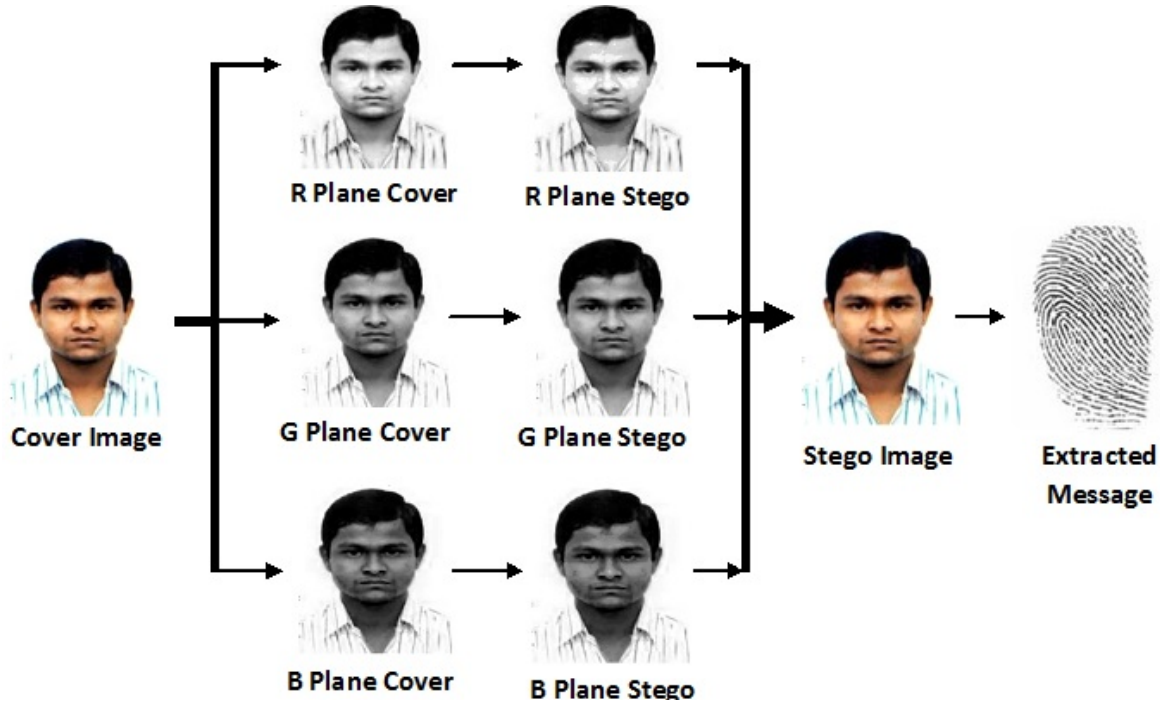 R Plane Cover
R Plane Stego
Cover Image
G Plane Cover
G Plane Stego
Stego Image
Extracted
Message
B Plane Cover
B Plane Stego